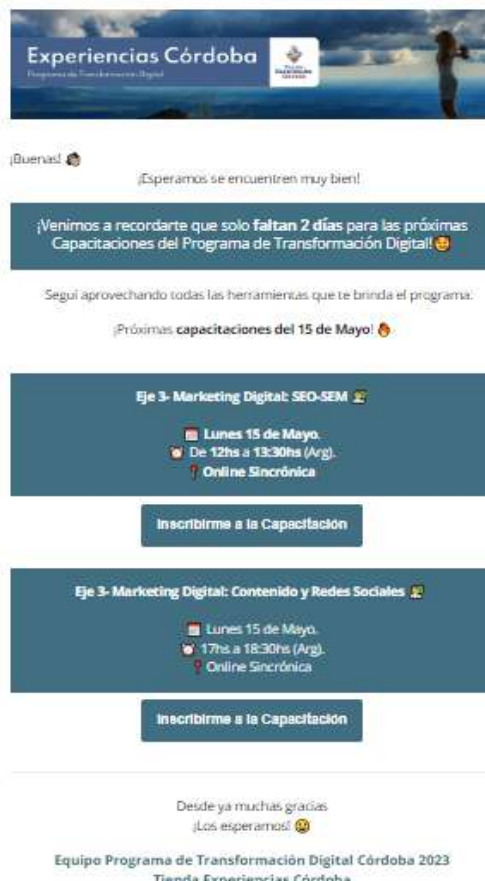 Experiencias Córdoba
Programa de Transformación Digital
¡Buenas!
¡Esperamos se encuentren muy bien!
¡Venimos a recordarte que solo faltan 2 días para las próximas
Capacitaciones del Programa de Transformación Digital!
Seguí aprovechando todas las herramientas que te brinda el programa.
¡Próximas capacitaciones del 15 de Mayo!
Eje 3- Marketing Digital: SEO-SEM
Lunes 15 de Mayo.
De 12hs a 13:30hs (Arg).
Online Sincrónica
Inscribirme a la Capacitación
Eje 3- Marketing Digital: Contenido y Redes Sociales
Lunes 15 de Mayo.
17hs a 18:30hs (Arg).
Online Sincrónica
Inscribirme a la Capacitación
Desde ya muchas gracias
¡Los esperamos!
Equipo Programa de Transformación Digital Córdoba 2023
Tienda Experiencias Córdoba